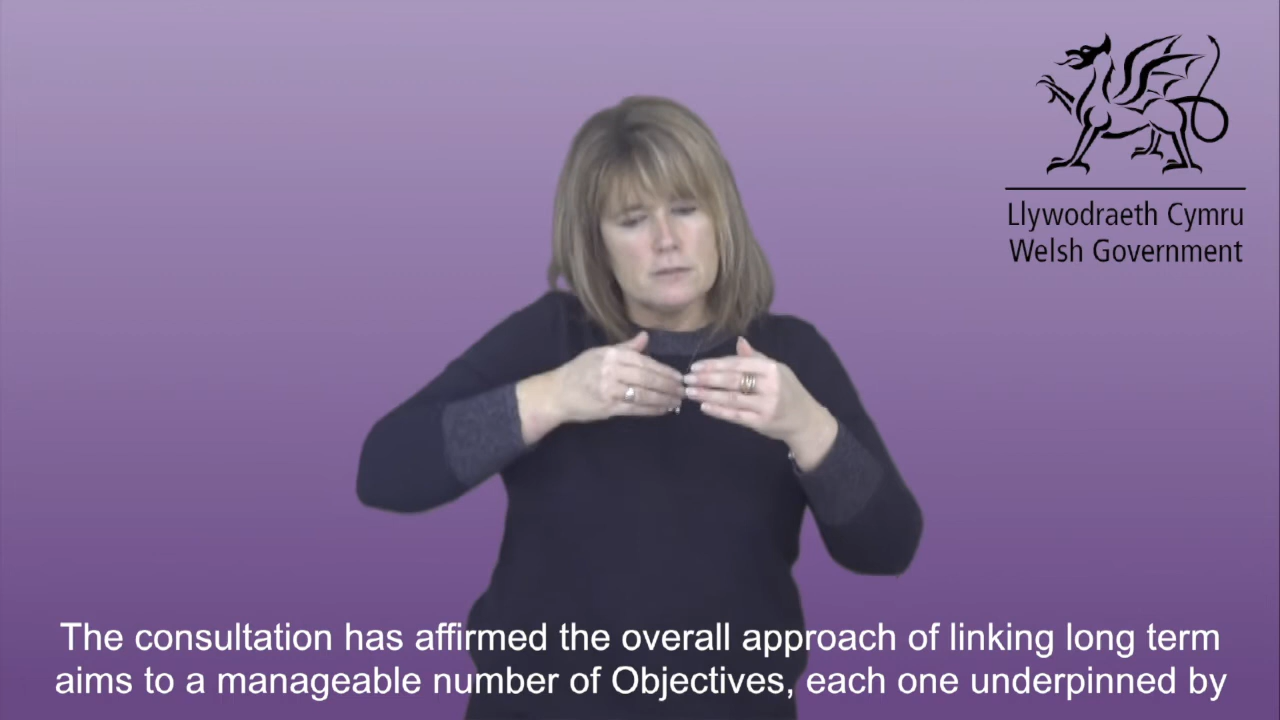 Llywodraeth Cymru
Welsh Government
The consultation has affirmed the overall approach of linking long term
aims to a manageable number of Objectives, each one underpinned by